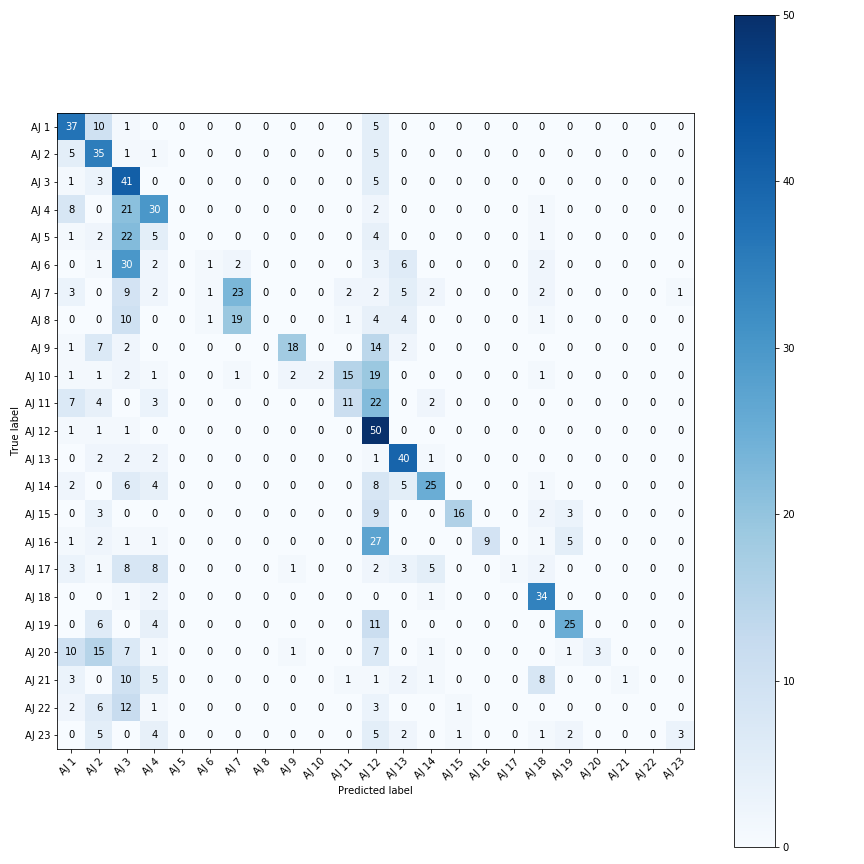 50
AJ 1 37 10 1 0 0 0 0 0 0 0 0 5 0 0 0 0 0 0 0 0 0 0 0
AJ 2 5 35 1 1 0 0 0 0 0 0 0 5 0 0 0 0 0 0 0 0 0 0 0
AJ 3 1 3 41 0 0 0 0 0 0 0 0 5 0 0 0 0 0 0 0 0 0 0 0
40
AJ 4 8 0 21 30 0 0 0 0 0 0 0 2 0 0 0 0 0 1 0 0 0 0 0
AJ 5 1 2 22 5 0 0 0 0 0 0 0 4 0 0 0 0 0 1 0 0 0 0 0
AJ 6 0 1 30 2 0 1 2 0 0 0 0 3 6 0 0 0 0 2 0 0 0 0 0
AJ 7 3 0 9 2 0 1 23 0 0 0 2 2 5 2 0 0 0 2 0 0 0 0 1
AJ 8 0 0 10 0 0 1 19 0 0 0 1 4 4 0 0 0 0 1 0 0 0 0 0
AJ 9 1 7 2 0 0 0 0 0 18 0 0 14 2 0 0 0 0 0 0 0 0 0 0
30
AJ 10 1 1 2 1 0 0 1 0 2 2 15 19 0 0 0 0 0 1 0 0 0 0 0
AJ 11 7 4 0 3 0 0 0 0 0 0 11 22 0 2 0 0 0 0 0 0 0 0 0
True label
AJ 12 1 1 1 0 0 0 0 0 0 0 0 50 0 0 0 0 0 0 0 0 0 0 0
AJ 13 0 2 2 2 0 0 0 0 0 0 0 1 40 1 0 0 0 0 0 0 0 0 0
AJ 14 2 0 6 4 0 0 0 0 0 0 0 8 5 25 0 0 0 1 0 0 0 0 0
AJ 15 0 3 0 0 0 0 0 0 0 0 0 9 0 0 16 0 0 2 3 0 0 0 0
20
AJ 16 1 2 1 1 0 0 0 0 0 0 0 27 0 0 0 9 0 1 5 0 0 0 0
AJ 17 3 1 8 8 0 0 0 0 1 0 0 2 3 5 0 0 1 2 0 0 0 0 0
AJ 18 0 0 1 2 0 0 0 0 0 0 0 0 0 1 0 0 0 34 0 0 0 0 0
AJ 19 0 6 0 4 0 0 0 0 0 0 0 11 0 0 0 0 0 0 25 0 0 0 0
AJ 20 10 15 7 1 0 0 0 0 1 0 0 7 0 1 0 0 0 0 1 3 0 0 0
AJ 21 3 0 10 5 0 0 0 0 0 0 1 1 2 1 0 0 0 8 0 0 1 0 0
10
AJ 22 2 6 12 1 0 0 0 0 0 0 0 3 0 0 1 0 0 0 0 0 0 0 0
AJ 23 0 5 0 4 0 0 0 0 0 0 0 5 2 0 1 0 0 1 2 0 0 0 3
AJ 1 AJ 2 AJ 3 AJ 4 AJ 5 AJ 6 AJ 7 AJ 8 AJ 9 AJ 10 AJ 11 AJ 12 AJ 13 AJ 14 AJ 15 AJ 16 AJ 17 AJ 18 AJ 19 AJ 20 AJ 21 AJ 22 AJ 23
Predicted label
0